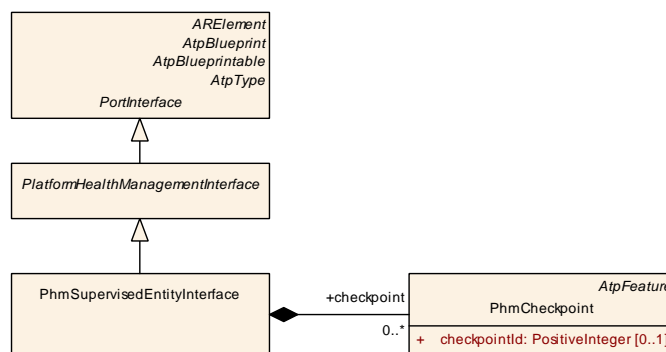 ARElement
AtpBlueprint
AtpBlueprintable
AtpType
PortInterface
PlatformHealthManagementInterface
PhmSupervisedEntityInterface
+checkpoint
0..*
AtpFeature
PhmCheckpoint
+ checkpointId: PositiveInteger [0..1]